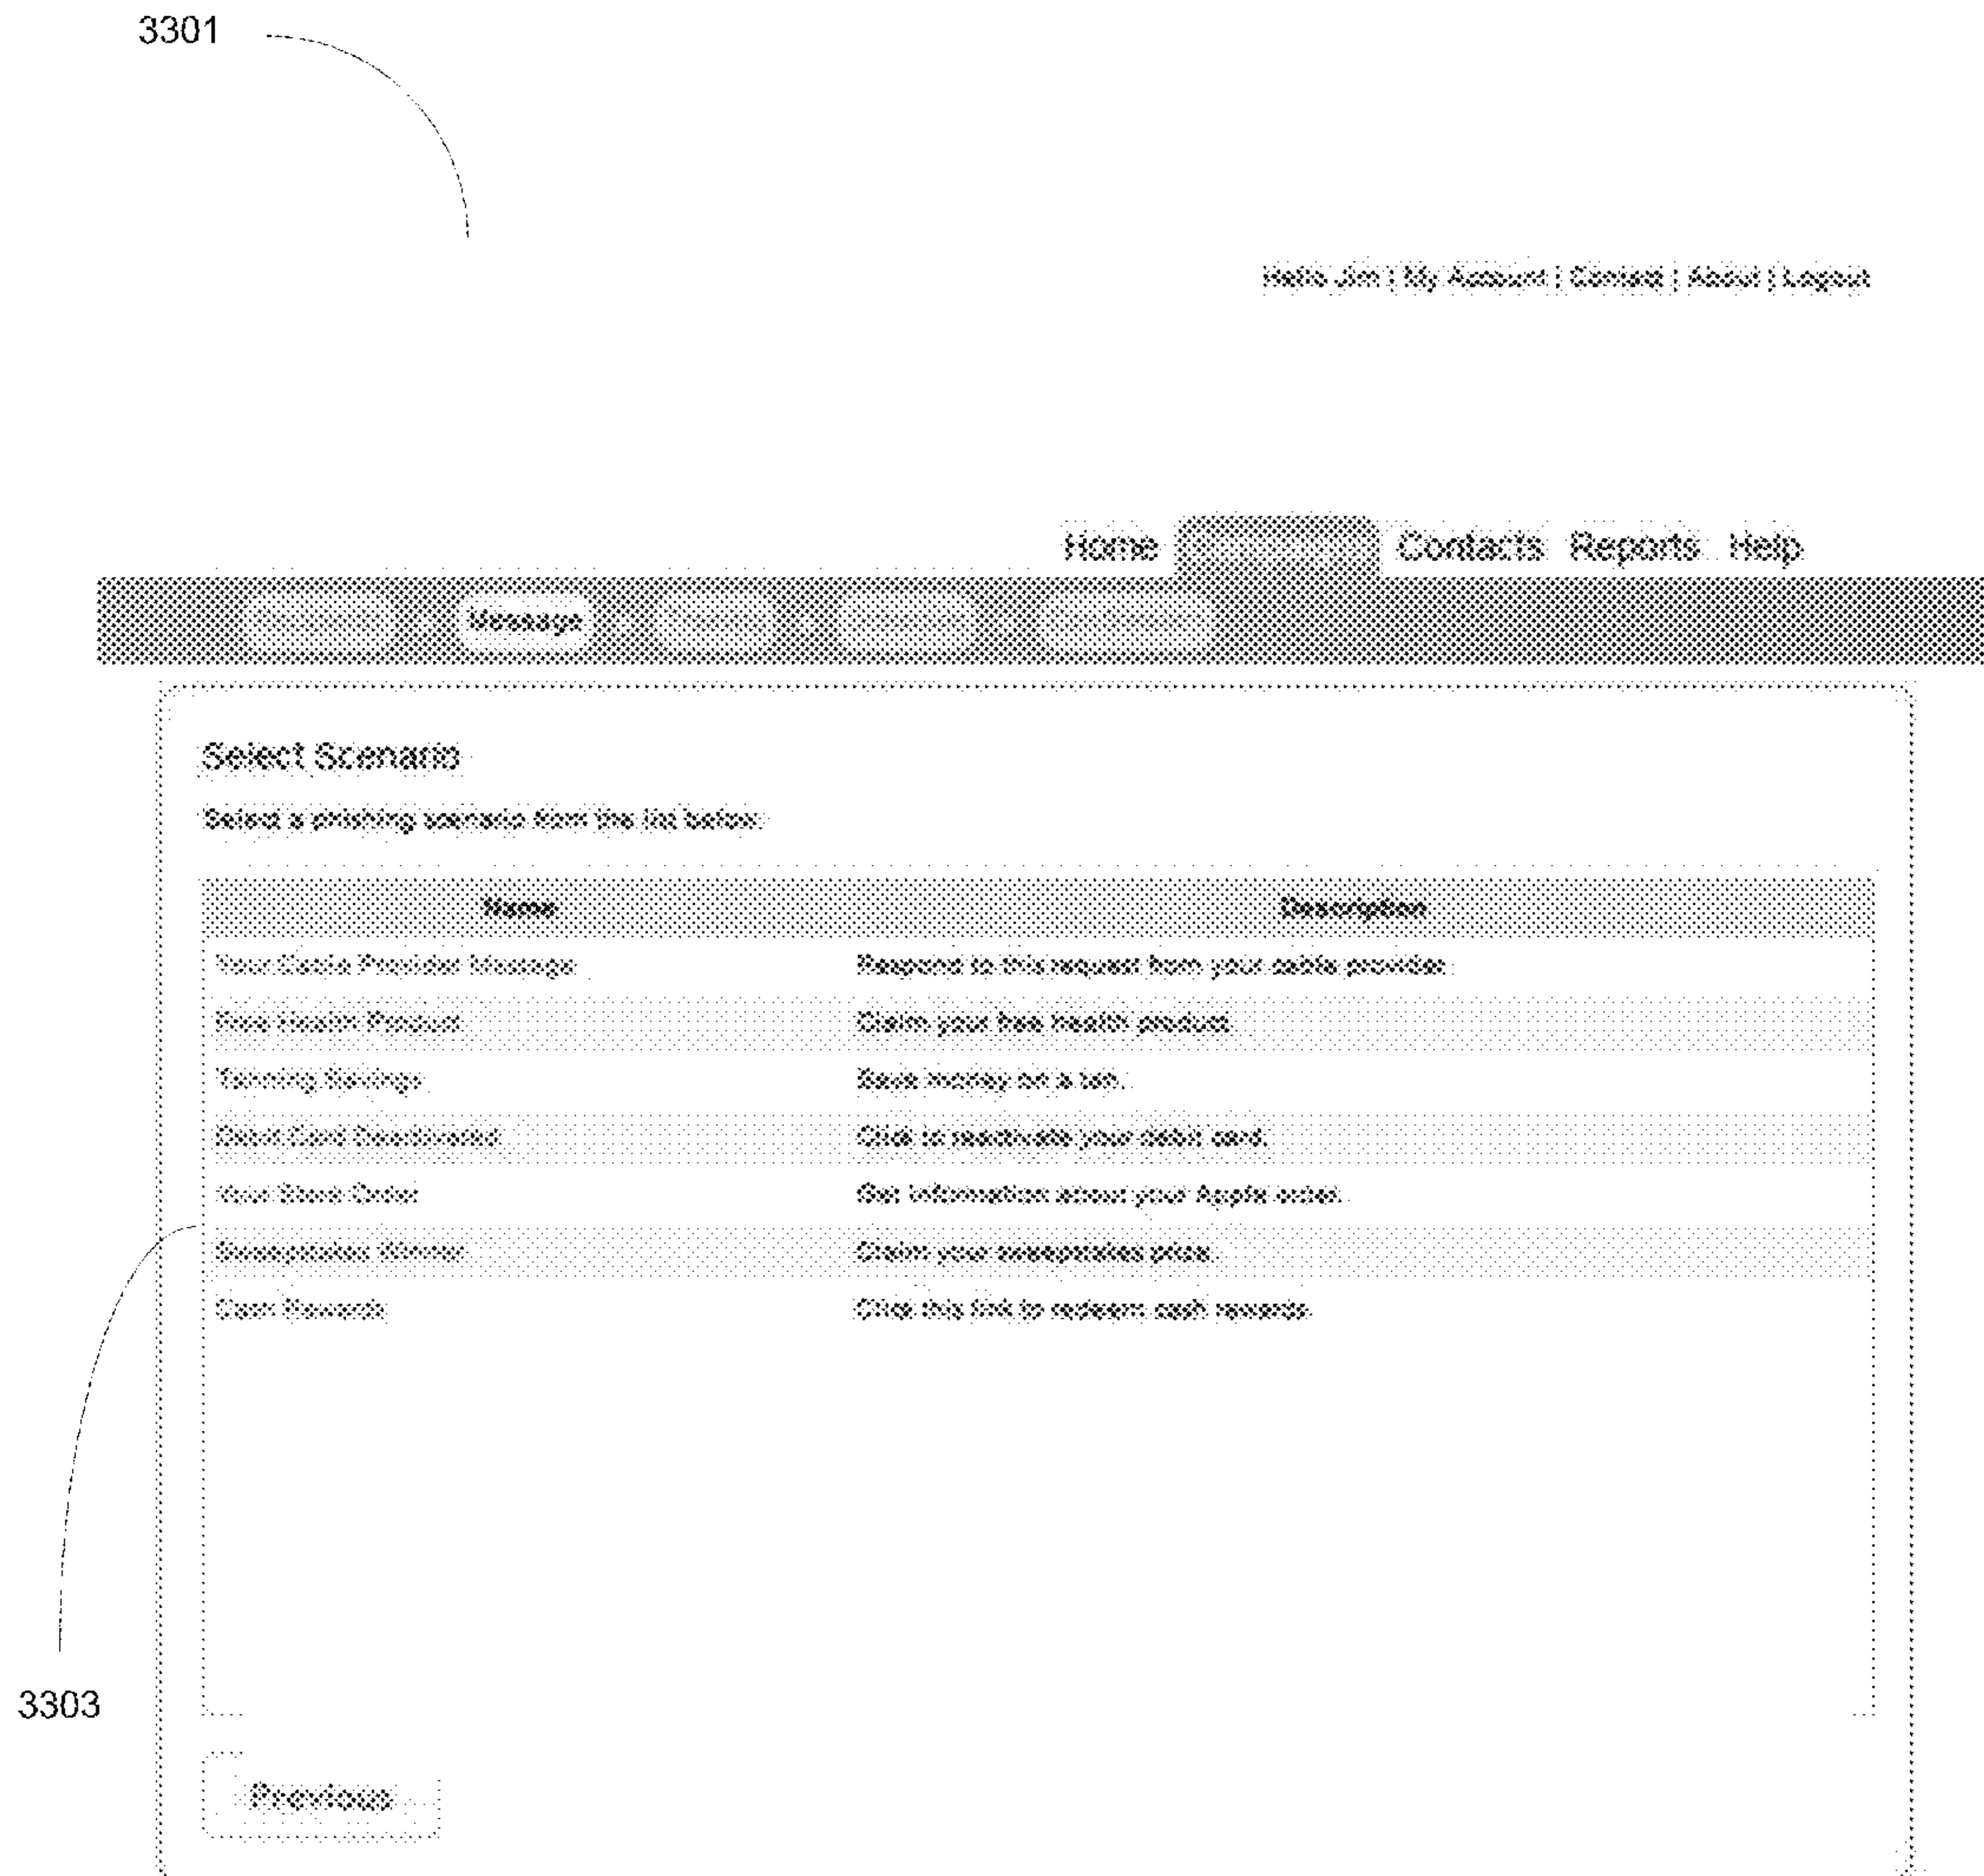 3301
Hello Jim | My Account | Contact | About | Logout
Home Contacts Reports Help
Message
Select Scenario
Select a phishing scenario from the list below.
Name Description
Your Cable Provider Message Respond to this request from your cable provider.
Free Health Product Claim your free health product.
Tanning Savings Save money on a tan.
Debit Card Deactivated Click to reactivate your debit card.
Your Store Order Get information about your Apple order.
Sweepstakes Winner Claim your sweepstakes prize.
Cash Rewards Click this link to redeem cash rewards.
3303
Previous